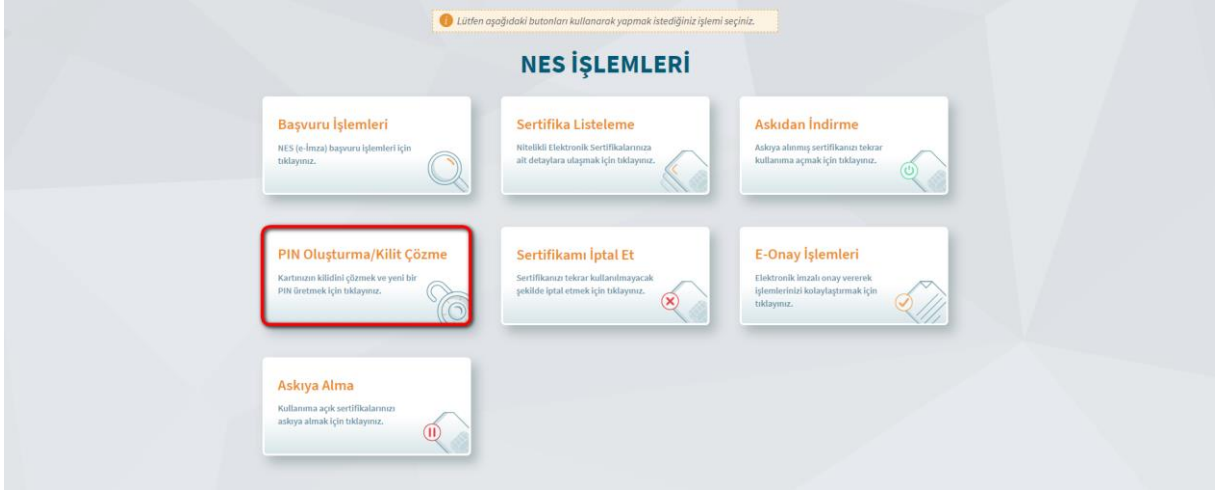 Lütfen aşağıdaki butonları kullanarak yapmak istediğiniz işlemi seçiniz.
NES İŞLEMLERİ
Başvuru İşlemleri
NES (e-İmza) başvuru işlemleri için
tıklayınız.
Sertifika Listeleme
Nitelikli Elektronik Sertifikalarınıza
ait detaylara ulaşmak için tıklayınız.
Askıdan İndirme
Askıya alınmış sertifikanızı tekrar
kullanıma açmak için tıklayınız.
PIN Oluşturma/Kilit Çözme
Kartınızın kilidini çözmek ve yeni bir
PIN üretmek için tıklayınız.
Sertifikamı İptal Et
Sertifikanızı tekrar kullanılmayacak
şekilde iptal etmek için tıklayınız.
E-Onay İşlemleri
Elektronik imzalı onay vererek
işlemlerinizi kolaylaştırmak için
tıklayınız.
Askıya Alma
Kullanıma açık sertifikalarınızı
askıya almak için tıklayınız.